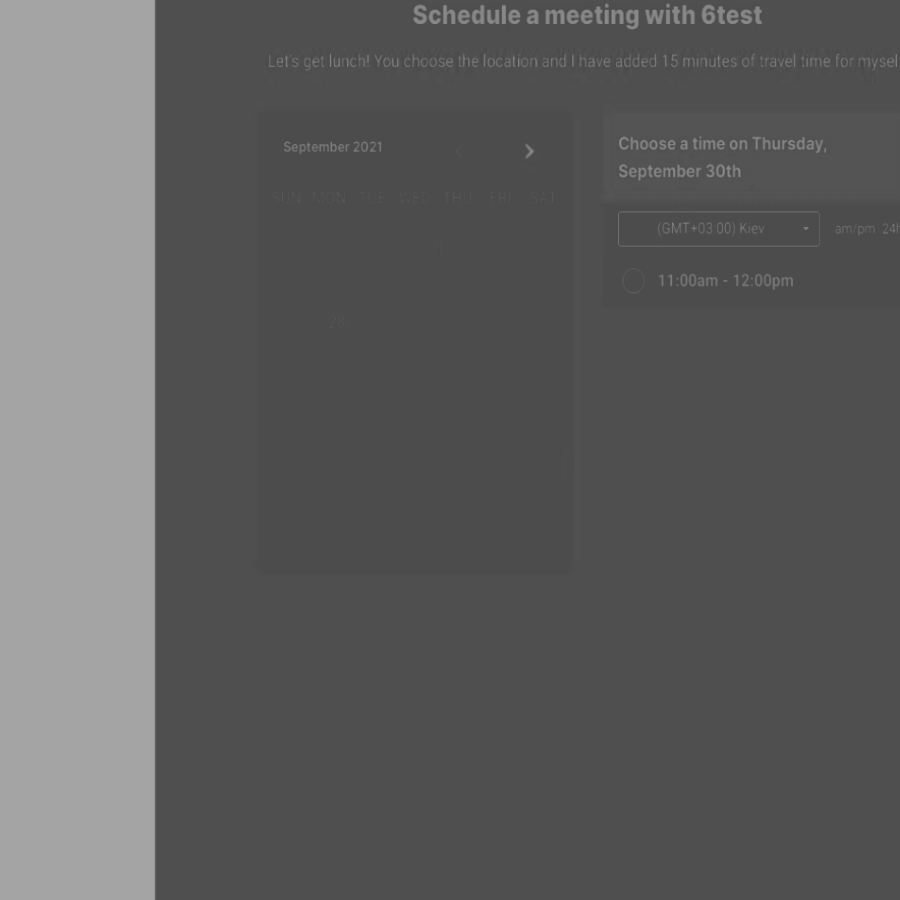 Schedule a meeting with 6test
Let's get lunch! You choose the location and I have added 15 minutes of travel time for mysel
September 2021
SUN MON TUE WED THU FRI SAT
Choose a time on Thursday,
September 30th
(GMT+03:00) Kiev
am/pm 24h
11:00am - 12:00pm